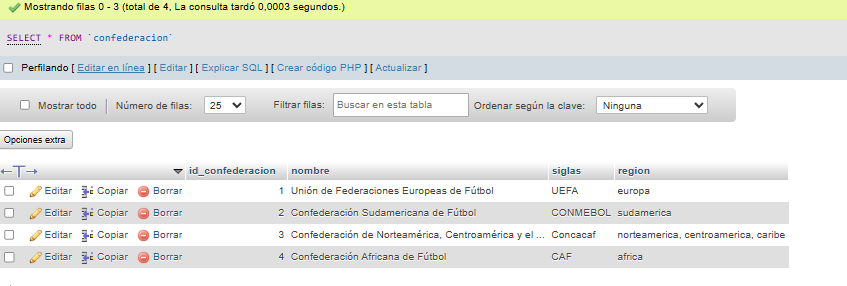 Mostrando filas 0 - 3 (total de 4, La consulta tardó 0,0003 segundos.)
SELECT * FROM `confederacion`
Perfilando [ Editar en línea ] [ Editar ] [ Explicar SQL ] [ Crear código PHP ] [ Actualizar ]
Mostrar todo | Número de filas: 25 Filtrar filas: Buscar en esta tabla Ordenar según la clave: Ninguna
Opciones extra
←T→ id_confederacion nombre siglas region
Editar Copiar Borrar 1 Unión de Federaciones Europeas de Fútbol UEFA europa
Editar Copiar Borrar 2 Confederación Sudamericana de Fútbol CONMEBOL sudamerica
Editar Copiar Borrar 3 Confederación de Norteamérica, Centroamérica y el ... Concacaf norteamerica, centroamerica, caribe
Editar Copiar Borrar 4 Confederación Africana de Fútbol CAF africa